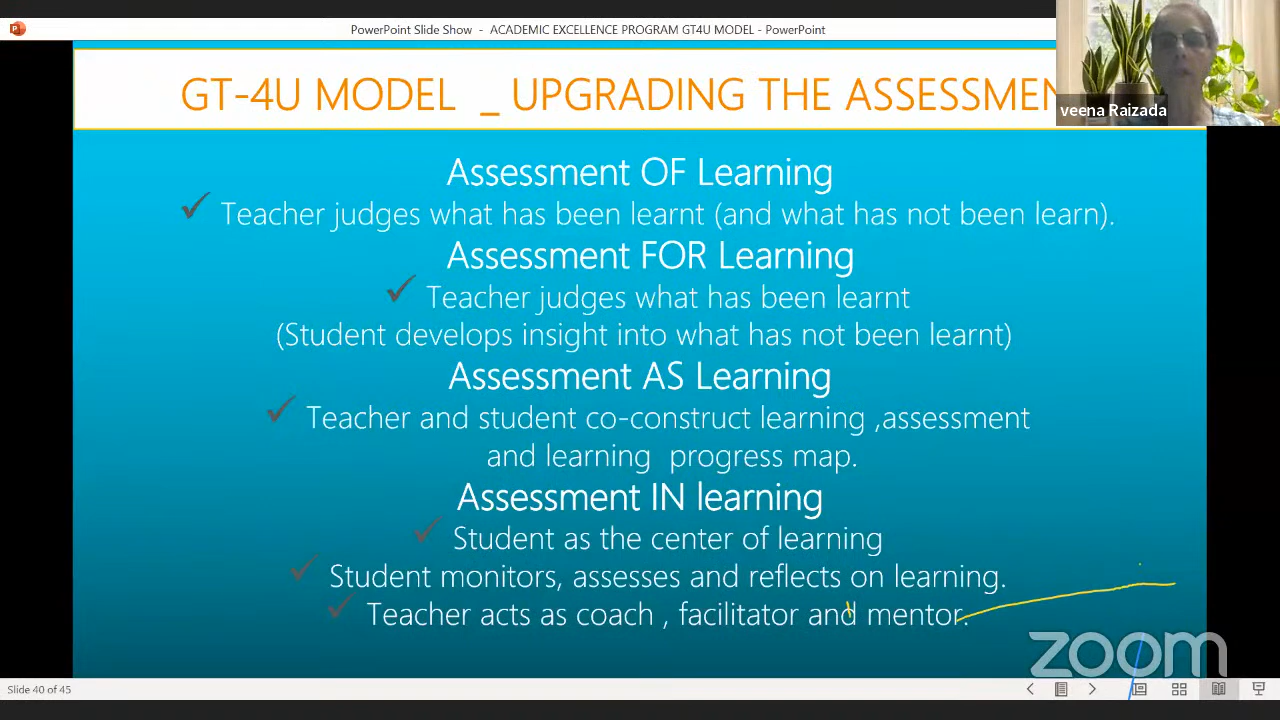 PowerPoint Slide Show - ACADEMIC EXCELLENCE PROGRAM GT4U MODEL - PowerPoint
GT-4U MODEL _ UPGRADING THE ASSESSMEN
veena Raizada
Assessment OF Learning
✓ Teacher judges what has been learnt (and what has not been learn).
Assessment FOR Learning
✓ Teacher judges what has been learnt
(Student develops insight into what has not been learnt)
Assessment AS Learning
✓ Teacher and student co-construct learning ,assessment
and learning progress map.
Assessment IN learning
✓ Student as the center of learning
✓ Student monitors, assesses and reflects on learning.
✓ Teacher acts as coach , facilitator and mentor.
zoom
Slide 40 of 45